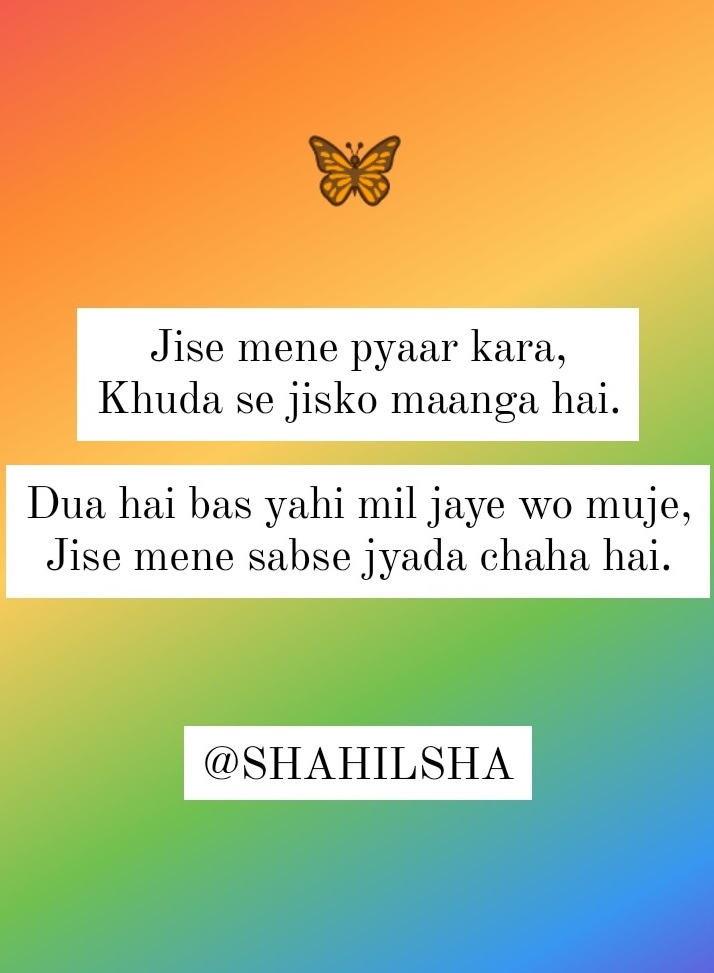 Jise mene pyaar kara,
Khuda se jisko maanga hai.
Dua hai bas yahi mil jaye wo muje,
Jise mene sabse jyada chaha hai.
@SHAHILSHA